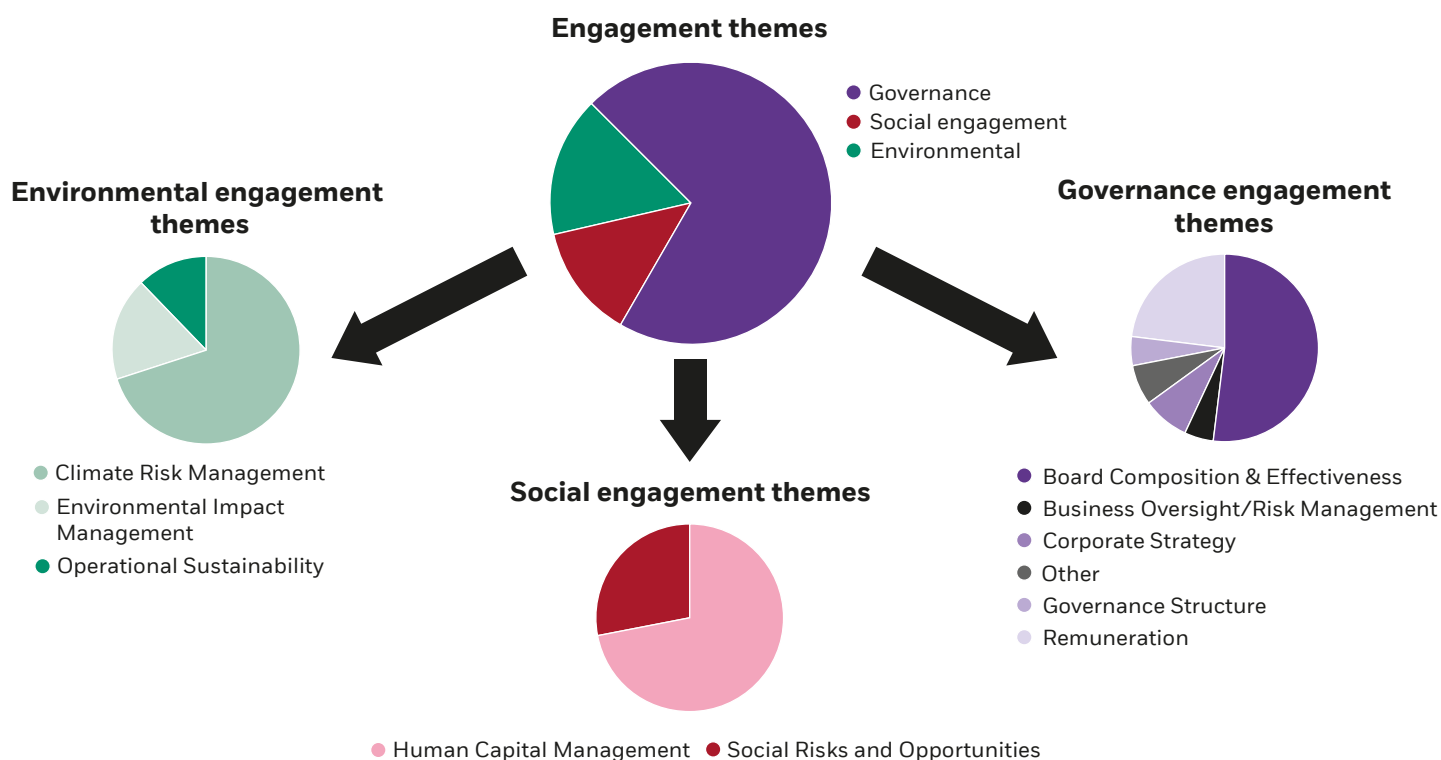 Engagement themes
Governance
Social engagement
Environmental
Environmental engagement
themes
Climate Risk Management
Environmental Impact
Management
Operational Sustainability
Governance engagement
themes
Board Composition & Effectiveness
Business Oversight/Risk Management
Corporate Strategy
Other
Governance Structure
Remuneration
Social engagement themes
Human Capital Management
Social Risks and Opportunities